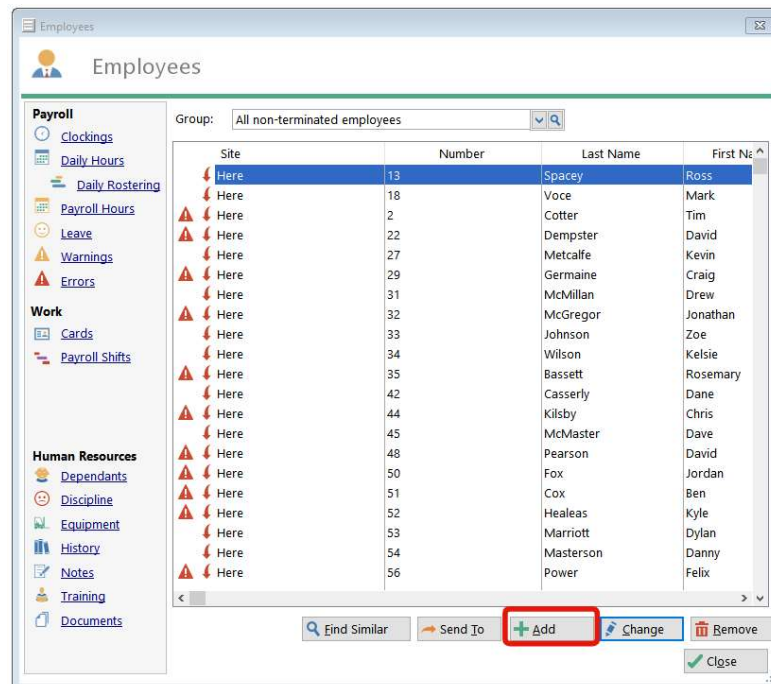 Employees
Employees
Payroll
Clockings
Daily Hours
Daily Rostering
Payroll Hours
Leave
Warnings
Errors
Work
Cards
Payroll Shifts
Human Resources
Dependants
Discipline
Equipment
History
Notes
Training
Documents
Group: All non-terminated employees
Site Number Last Name First Na
Here 13 Spacey Ross
Here 18 Voce Mark
Here 2 Cotter Tim
Here 22 Dempster David
Here 27 Metcalfe Kevin
Here 29 Germaine Craig
Here 31 McMillan Drew
Here 32 McGregor Jonathan
Here 33 Johnson Zoe
Here 34 Wilson Kelsie
Here 35 Bassett Rosemary
Here 42 Casserly Dane
Here 44 Kilsby Chris
Here 45 McMaster Dave
Here 48 Pearson David
Here 50 Fox Jordan
Here 51 Cox Ben
Here 52 Healeas Kyle
Here 53 Marriott Dylan
Here 54 Masterson Danny
Here 56 Power Felix
Find Similar Send To Add Change Remove
Close